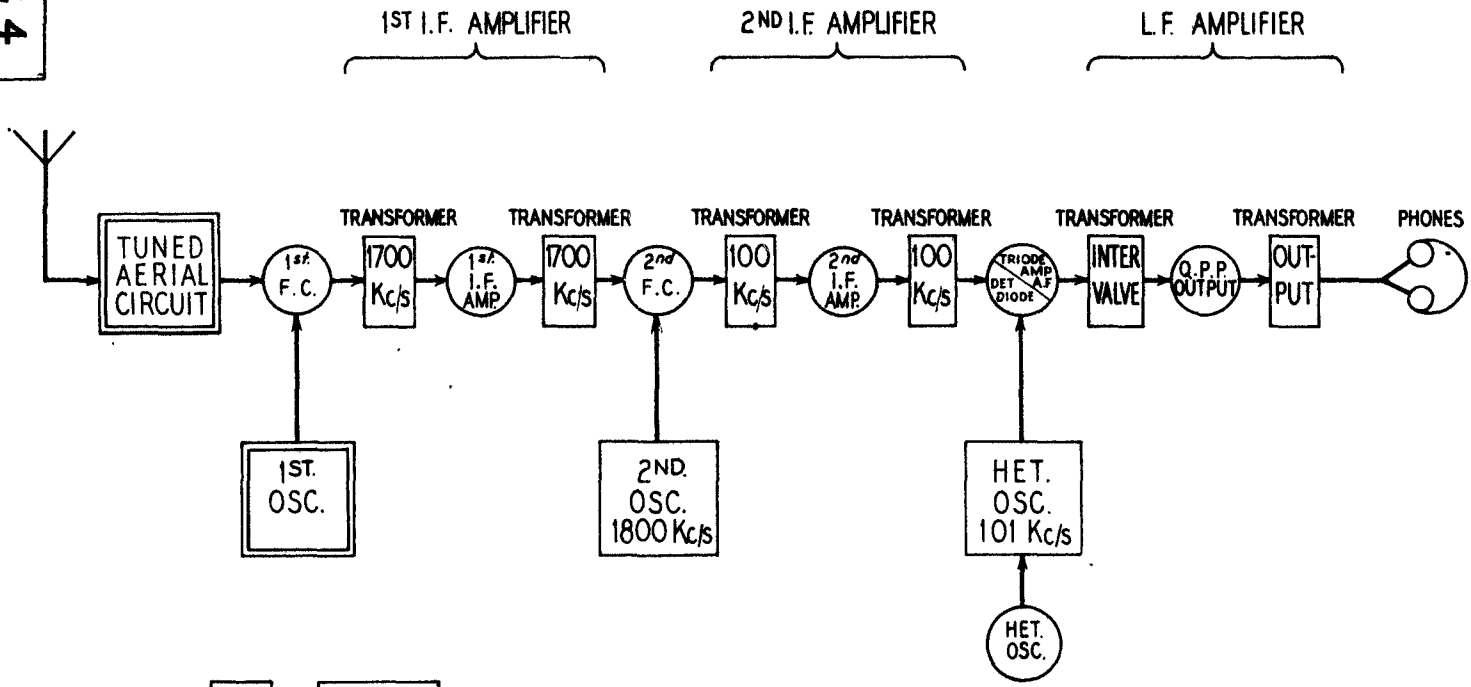 4
1ST I.F. AMPLIFIER
2ND I.F. AMPLIFIER
L.F. AMPLIFIER
TRANSFORMER
TRANSFORMER
TRANSFORMER
TRANSFORMER
TRANSFORMER
TRANSFORMER
PHONES
TUNED
AERIAL
CIRCUIT
1st.
F.C.
1700
Kc/s
1st.
I.F.
AMP.
1700
Kc/s
2nd
F.C.
100
Kc/s
2nd
I.F.
AMP.
100
Kc/s
TRIODE
AMP
A.F
DET
DIODE
INTER
VALVE
Q.P.P.
OUTPUT
OUT-
PUT
1ST.
OSC.
2ND.
OSC.
1800 Kc/s
HET.
OSC.
101 Kc/s
HET.
OSC.